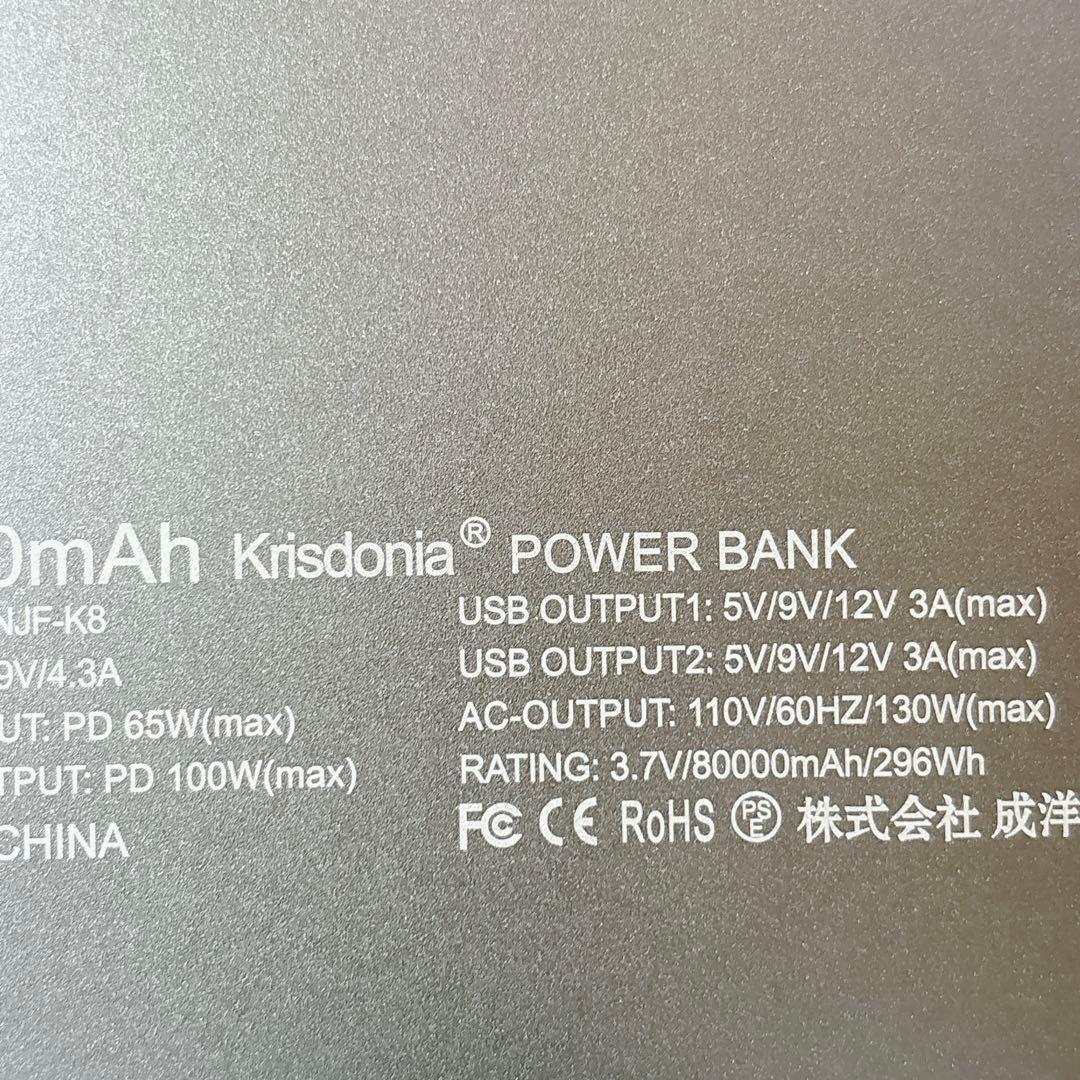 0mAh Krisdonia® POWER BANK
NJF-K8
9V/4.3A
UT: PD 65W(max)
TPUT: PD 100W(max)
CHINA
USB OUTPUT1: 5V/9V/12V 3A(max)
USB OUTPUT2: 5V/9V/12V 3A(max)
AC-OUTPUT: 110V/60HZ/130W(max)
RATING: 3.7V/80000mAh/296Wh
FC CE RoHS PSE 株式会社 成洋